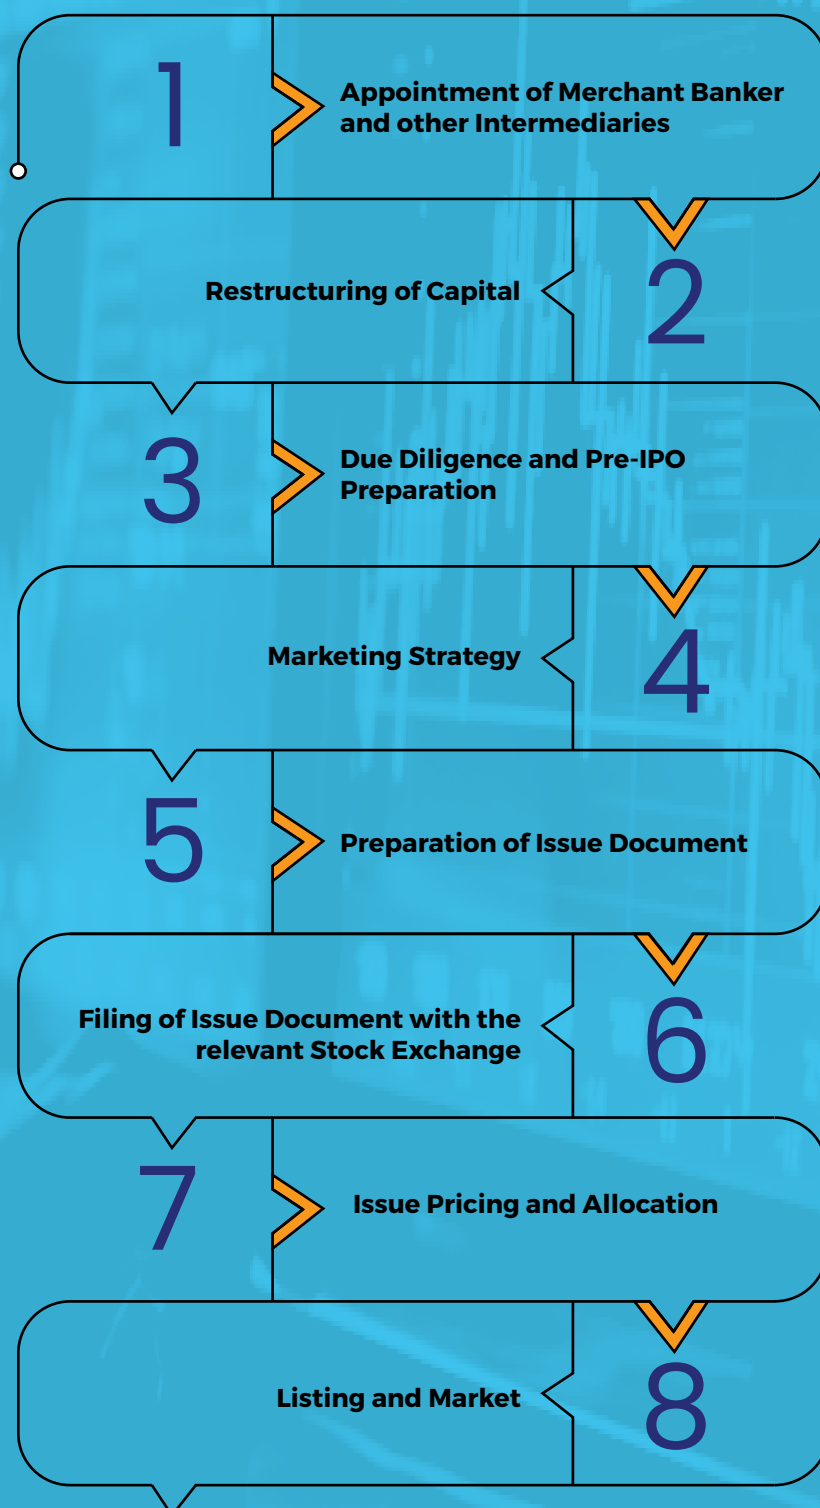 1
Appointment of Merchant Banker
and other Intermediaries
Restructuring of Capital
2
3
Due Diligence and Pre-IPO
Preparation
Marketing Strategy
4
5
Preparation of Issue Document
Filing of Issue Document with the
relevant Stock Exchange
6
7
Issue Pricing and Allocation
Listing and Market
8